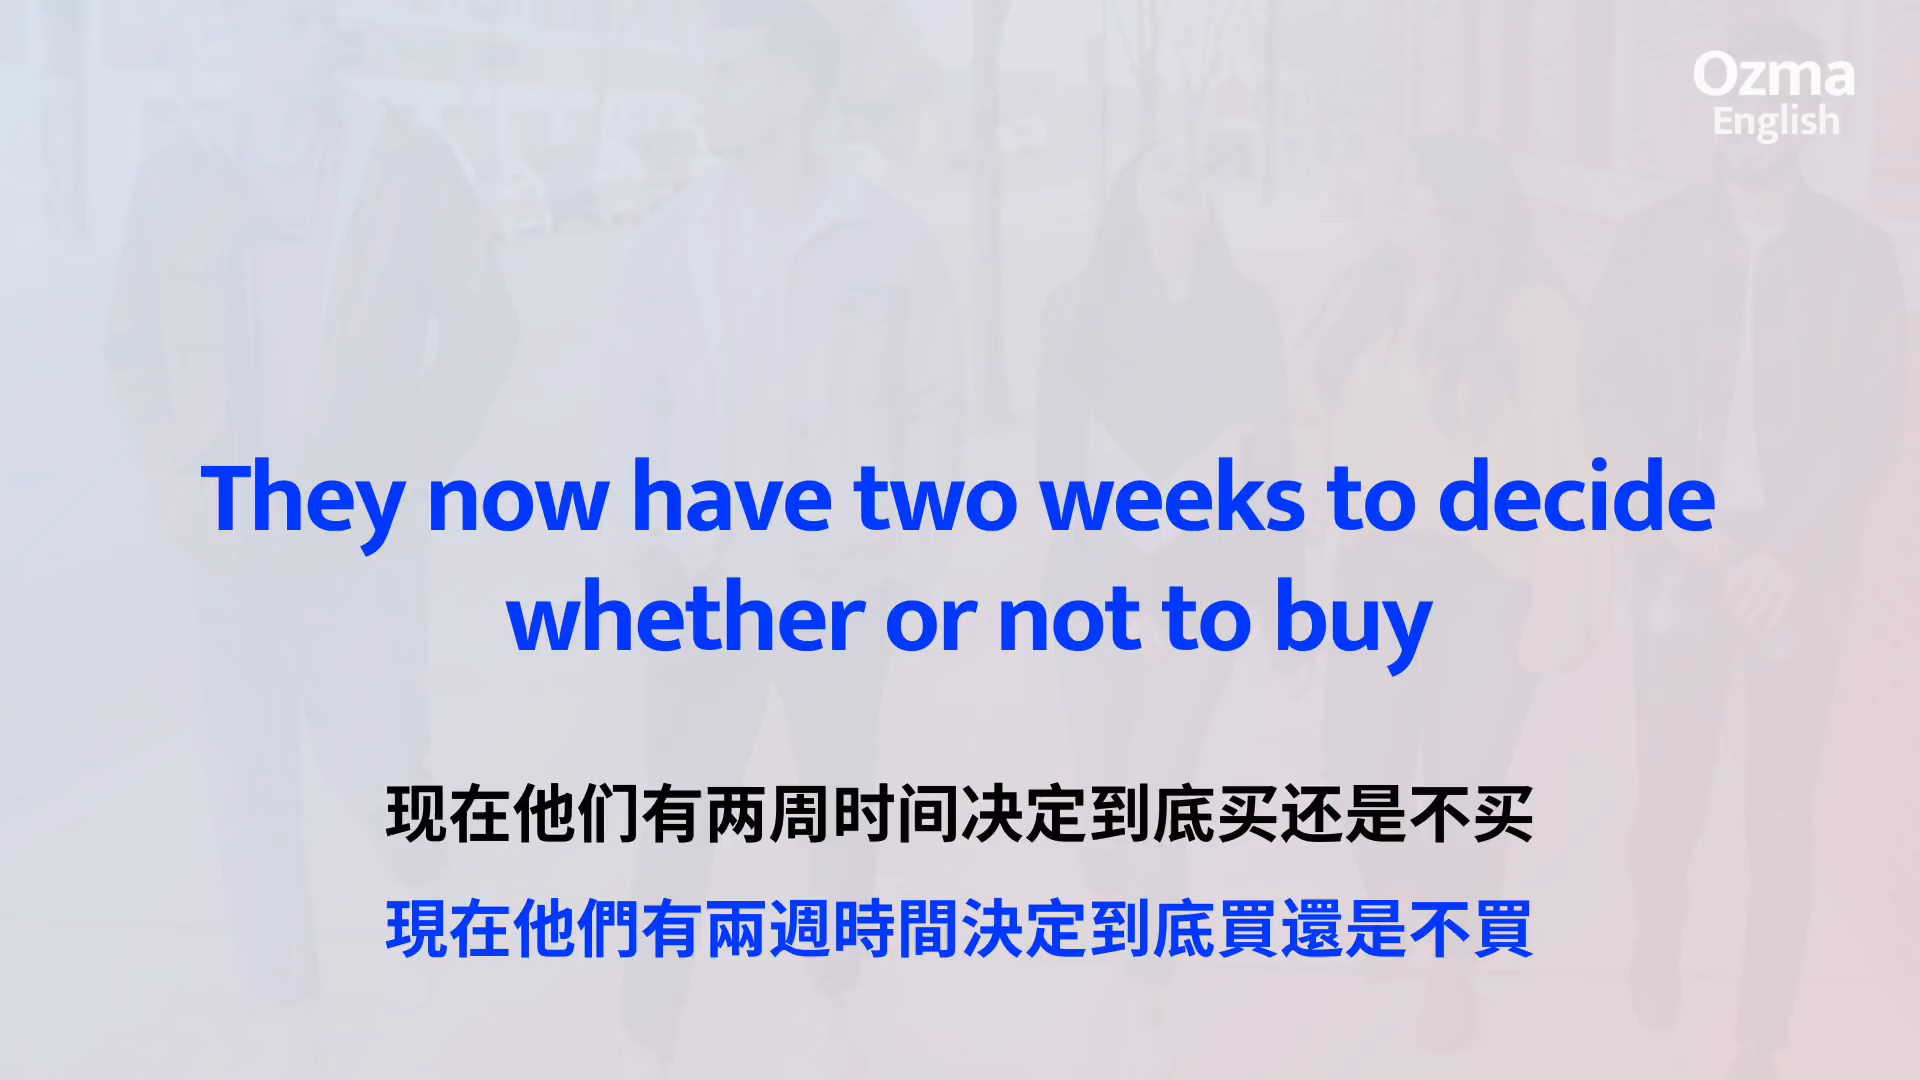 Ozma
English
They now have two weeks to decide
whether or not to buy
现在他们有两周时间决定到底买还是不买
現在他們有兩週時間決定到底買還是不買